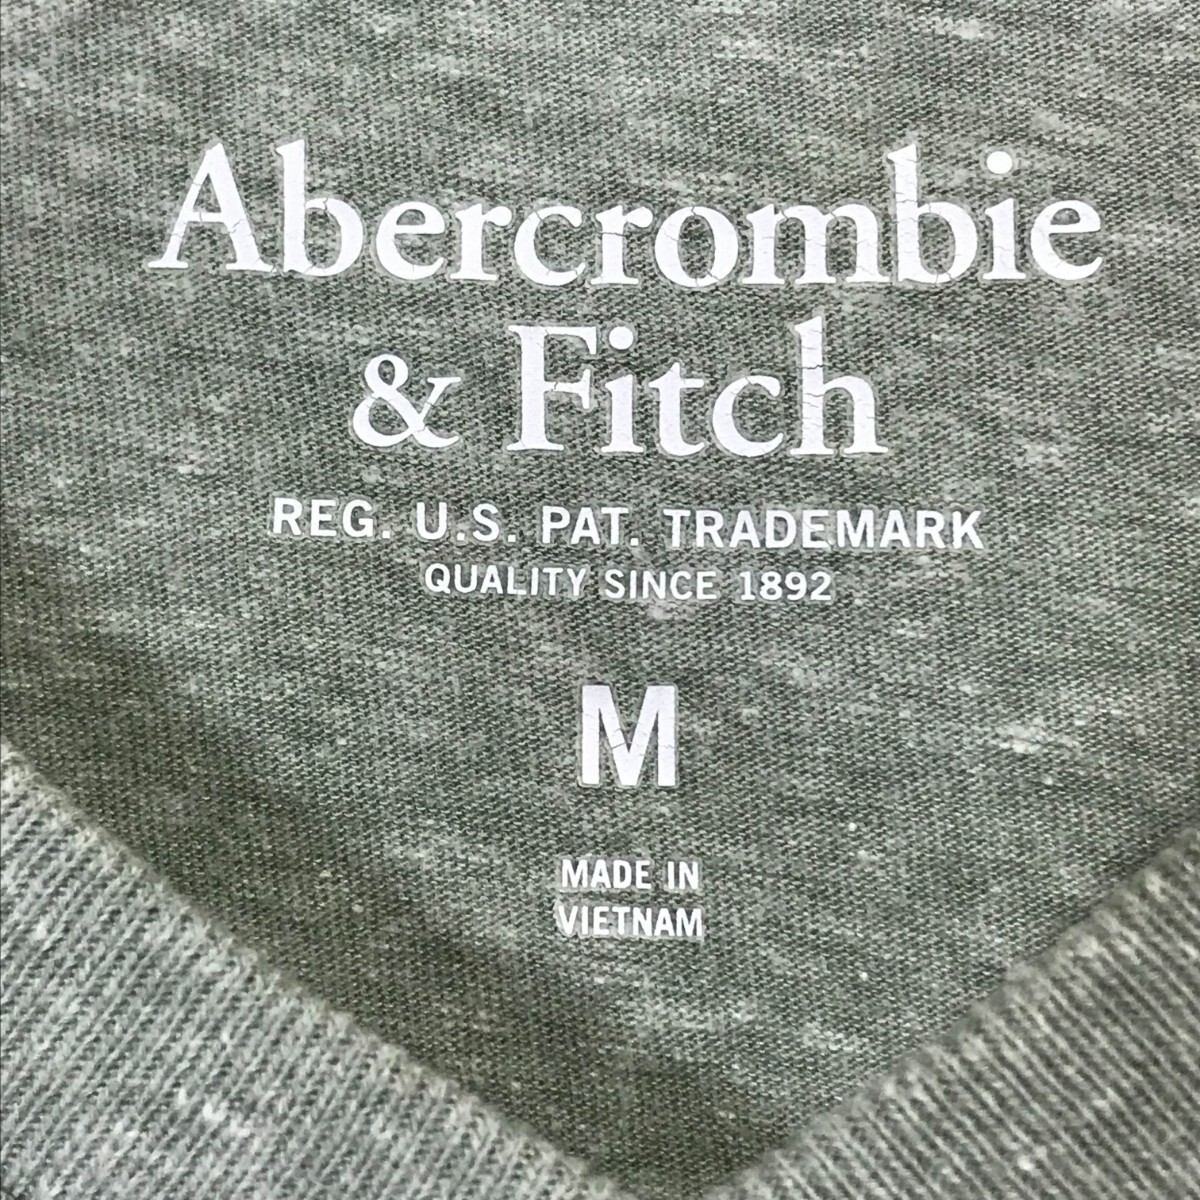 Abercrombie
& Fitch
REG. U.S. PAT. TRADEMARK
QUALITY SINCE 1892
M
MADE IN
VIETNAM